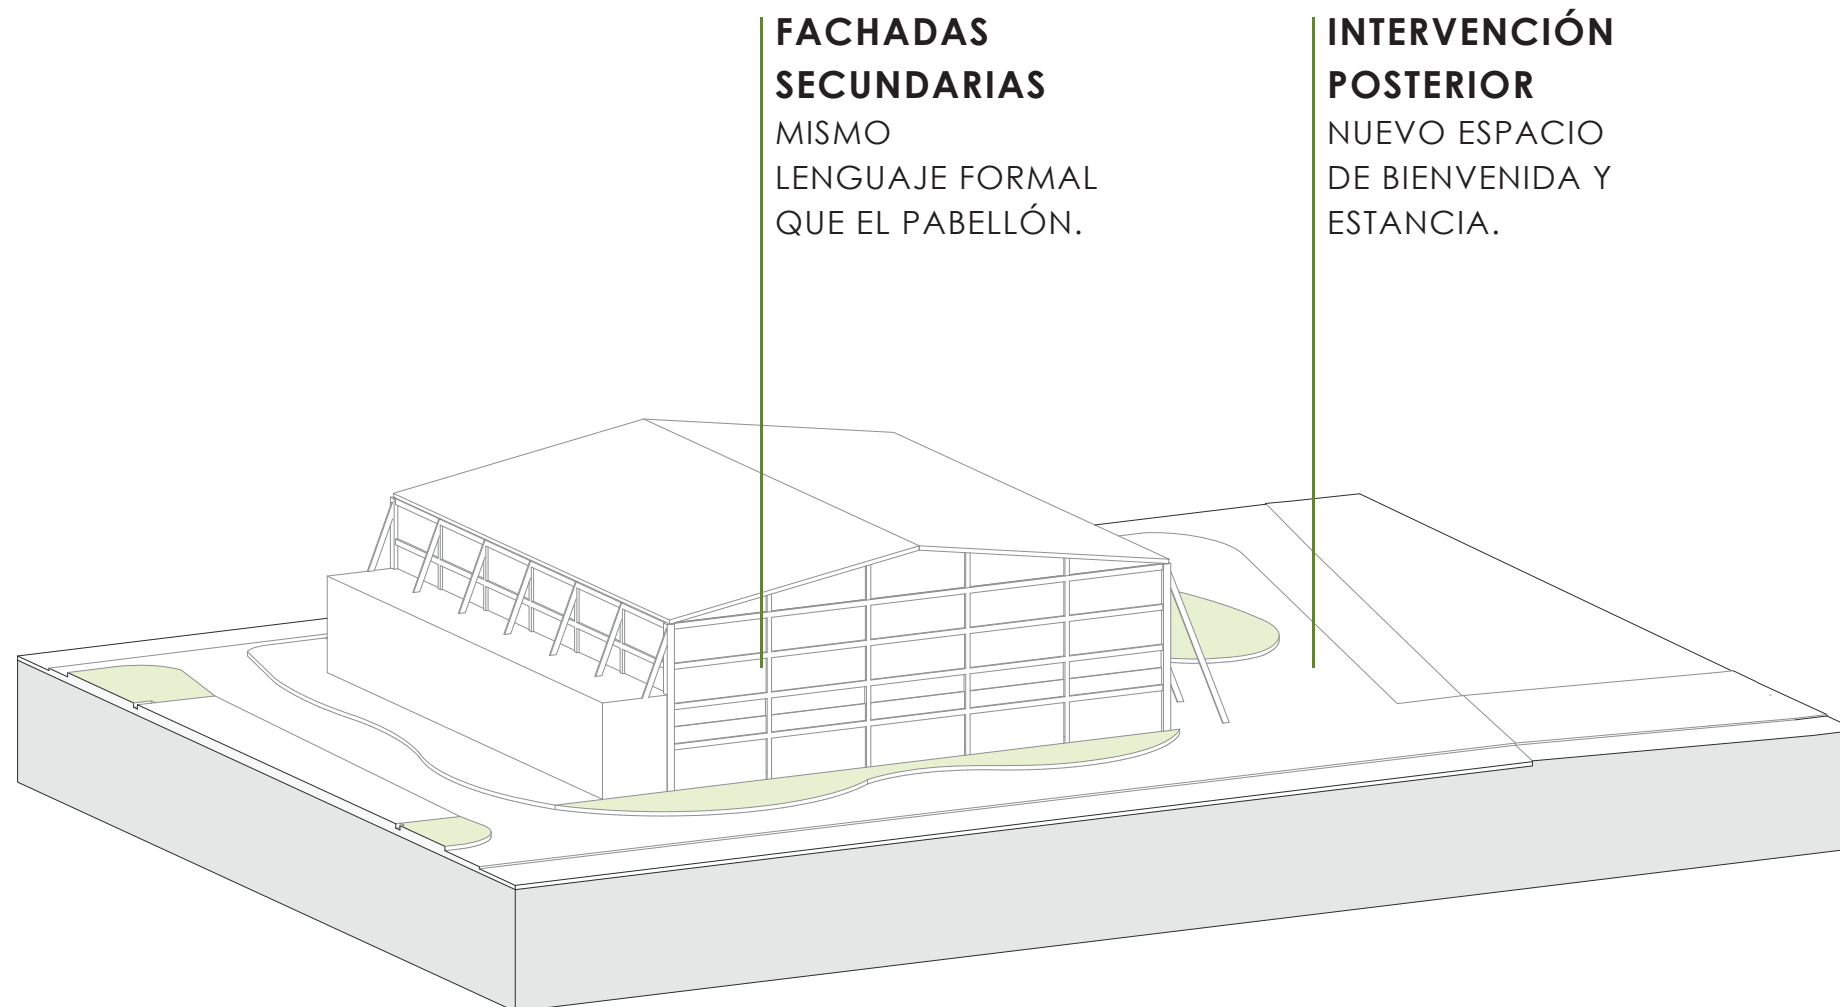 FACHADAS
SECUNDARIAS
MISMO
LENGUAJE FORMAL
QUE EL PABELLÓN.
INTERVENCIÓN
POSTERIOR
NUEVO ESPACIO
DE BIENVENIDA Y
ESTANCIA.